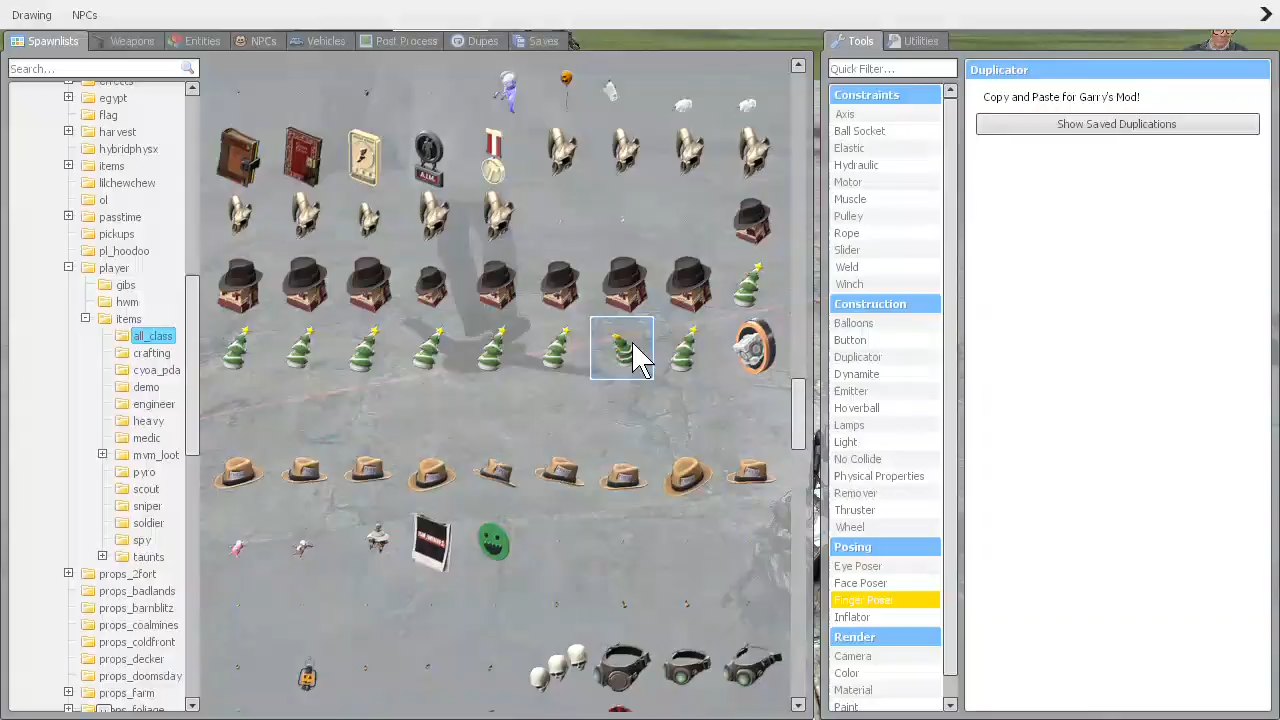 Drawing NPCs
Spawnlists Weapons Entities NPCs Vehicles Post Process Dupes Saves
Tools Utilities
Search...
Quick Filter...
Duplicator
Copy and Paste for Garry's Mod!
Show Saved Duplications
egypt
flag
harvest
hybridphysx
items
lilchewchew
ol
passtime
pickups
pl_hoodoo
player
gibs
hwm
items
all_class
crafting
cyoa_pda
demo
engineer
heavy
medic
mvm_loot
pyro
scout
sniper
soldier
spy
taunts
props_2fort
props_badlands
props_barnblitz
props_coalmines
props_coldfront
props_decker
props_doomsday
props_farm
props_foliage
Constraints
Axis
Ball Socket
Elastic
Hydraulic
Motor
Muscle
Pulley
Rope
Slider
Weld
Winch
Construction
Balloons
Button
Duplicator
Dynamite
Emitter
Hoverball
Lamps
Light
No Collide
Physical Properties
Remover
Thruster
Wheel
Posing
Eye Poser
Face Poser
Finger Poser
Inflator
Render
Camera
Color
Material
Paint